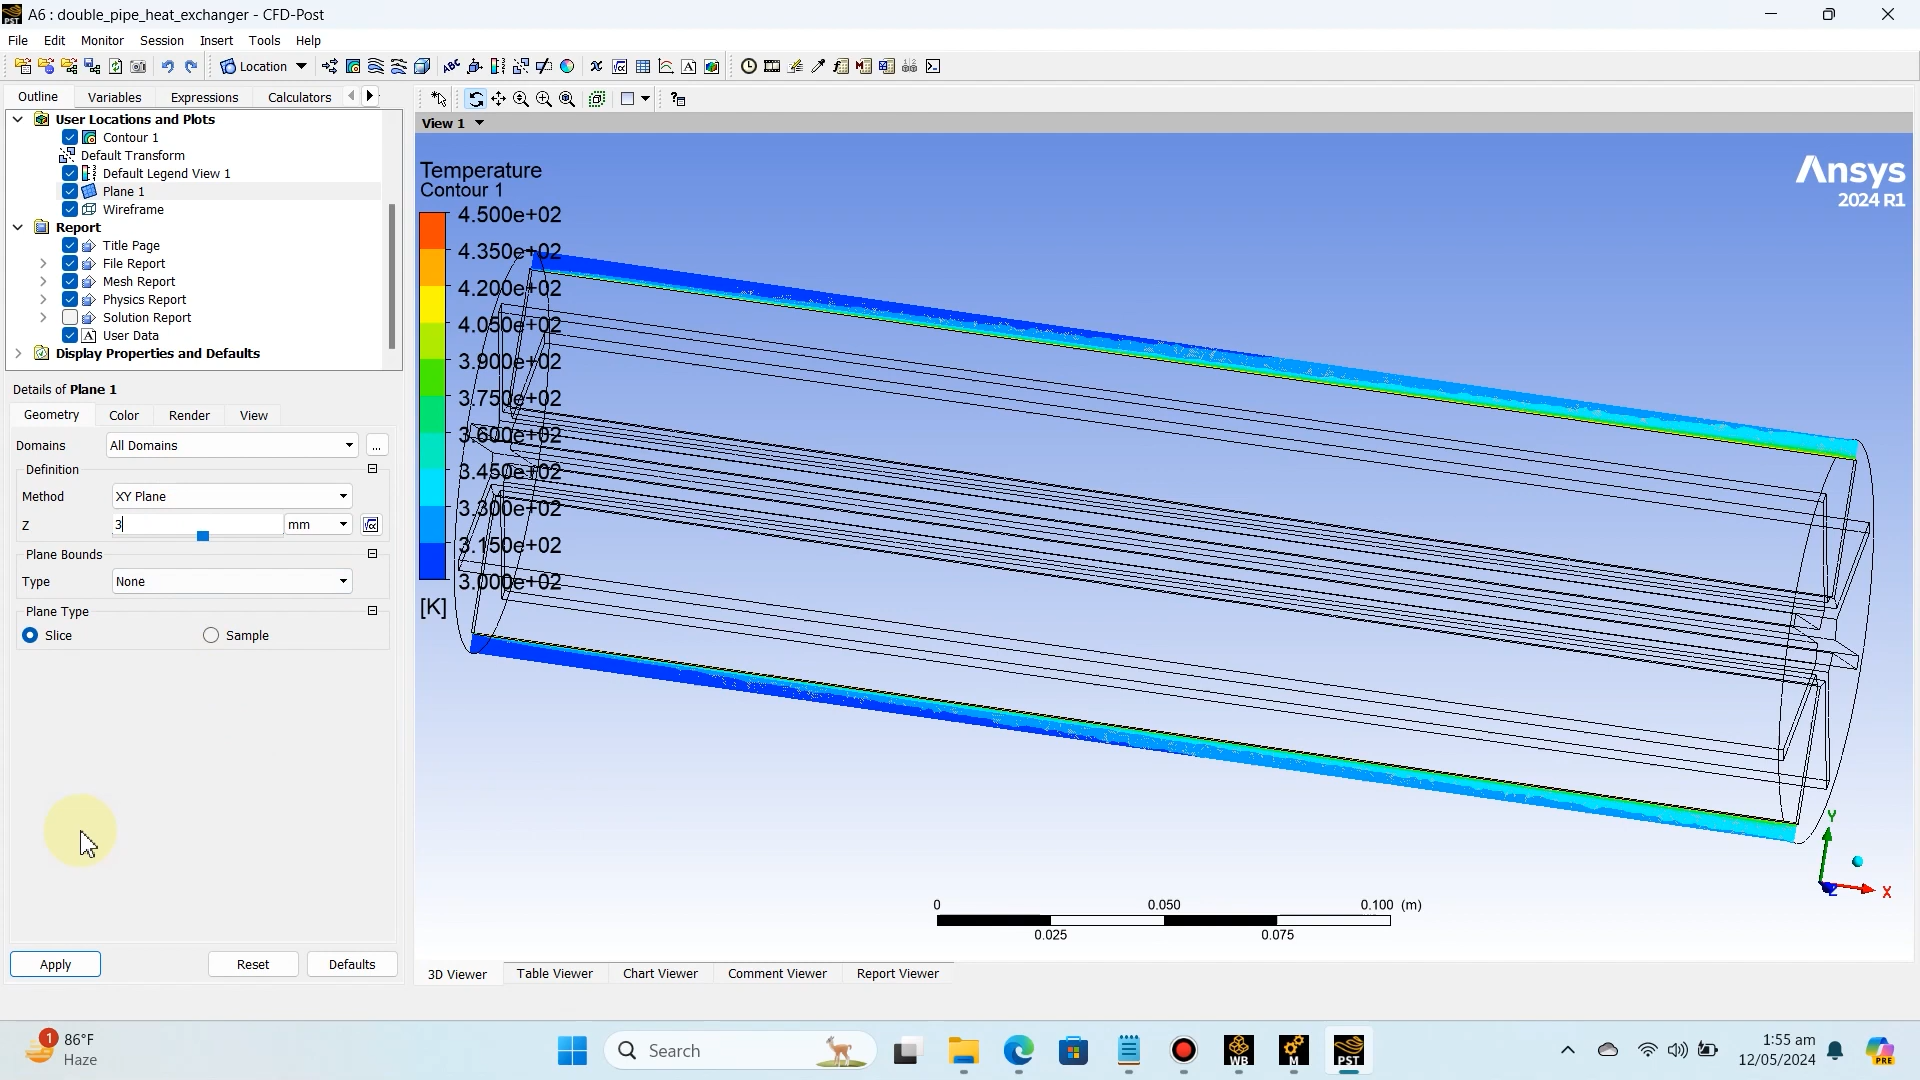 A6 : double_pipe_heat_exchanger - CFD-Post
File Edit Monitor Session Insert Tools Help
Location
Outline Variables Expressions Calculators
User Locations and Plots
Contour 1
Default Transform
Default Legend View 1
Plane 1
Wireframe
Report
Title Page
File Report
Mesh Report
Physics Report
Solution Report
User Data
Display Properties and Defaults
Details of Plane 1
Geometry Color Render View
Domains All Domains ...
Definition
Method XY Plane
Z 3 mm
Plane Bounds
Type None
Plane Type
Slice Sample
Apply Reset Defaults
View 1
Temperature
Contour 1
4.500e+02
4.350e+02
4.200e+02
4.050e+02
3.900e+02
3.750e+02
3.600e+02
3.450e+02
3.300e+02
3.150e+02
3.000e+02
[K]
Ansys
2024 R1
Y
X
Z
0 0.050 0.100 (m)
0.025 0.075
3D Viewer Table Viewer Chart Viewer Comment Viewer Report Viewer
1
86°F
Haze
Search
WB
M
PST
1:55 am
12/05/2024
PRE